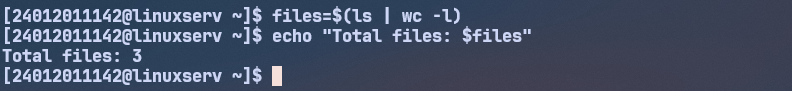 [24012011142@linuxserv ~]$ files=$(ls | wc -l)
[24012011142@linuxserv ~]$ echo "Total files: $files"
Total files: 3
[24012011142@linuxserv ~]$